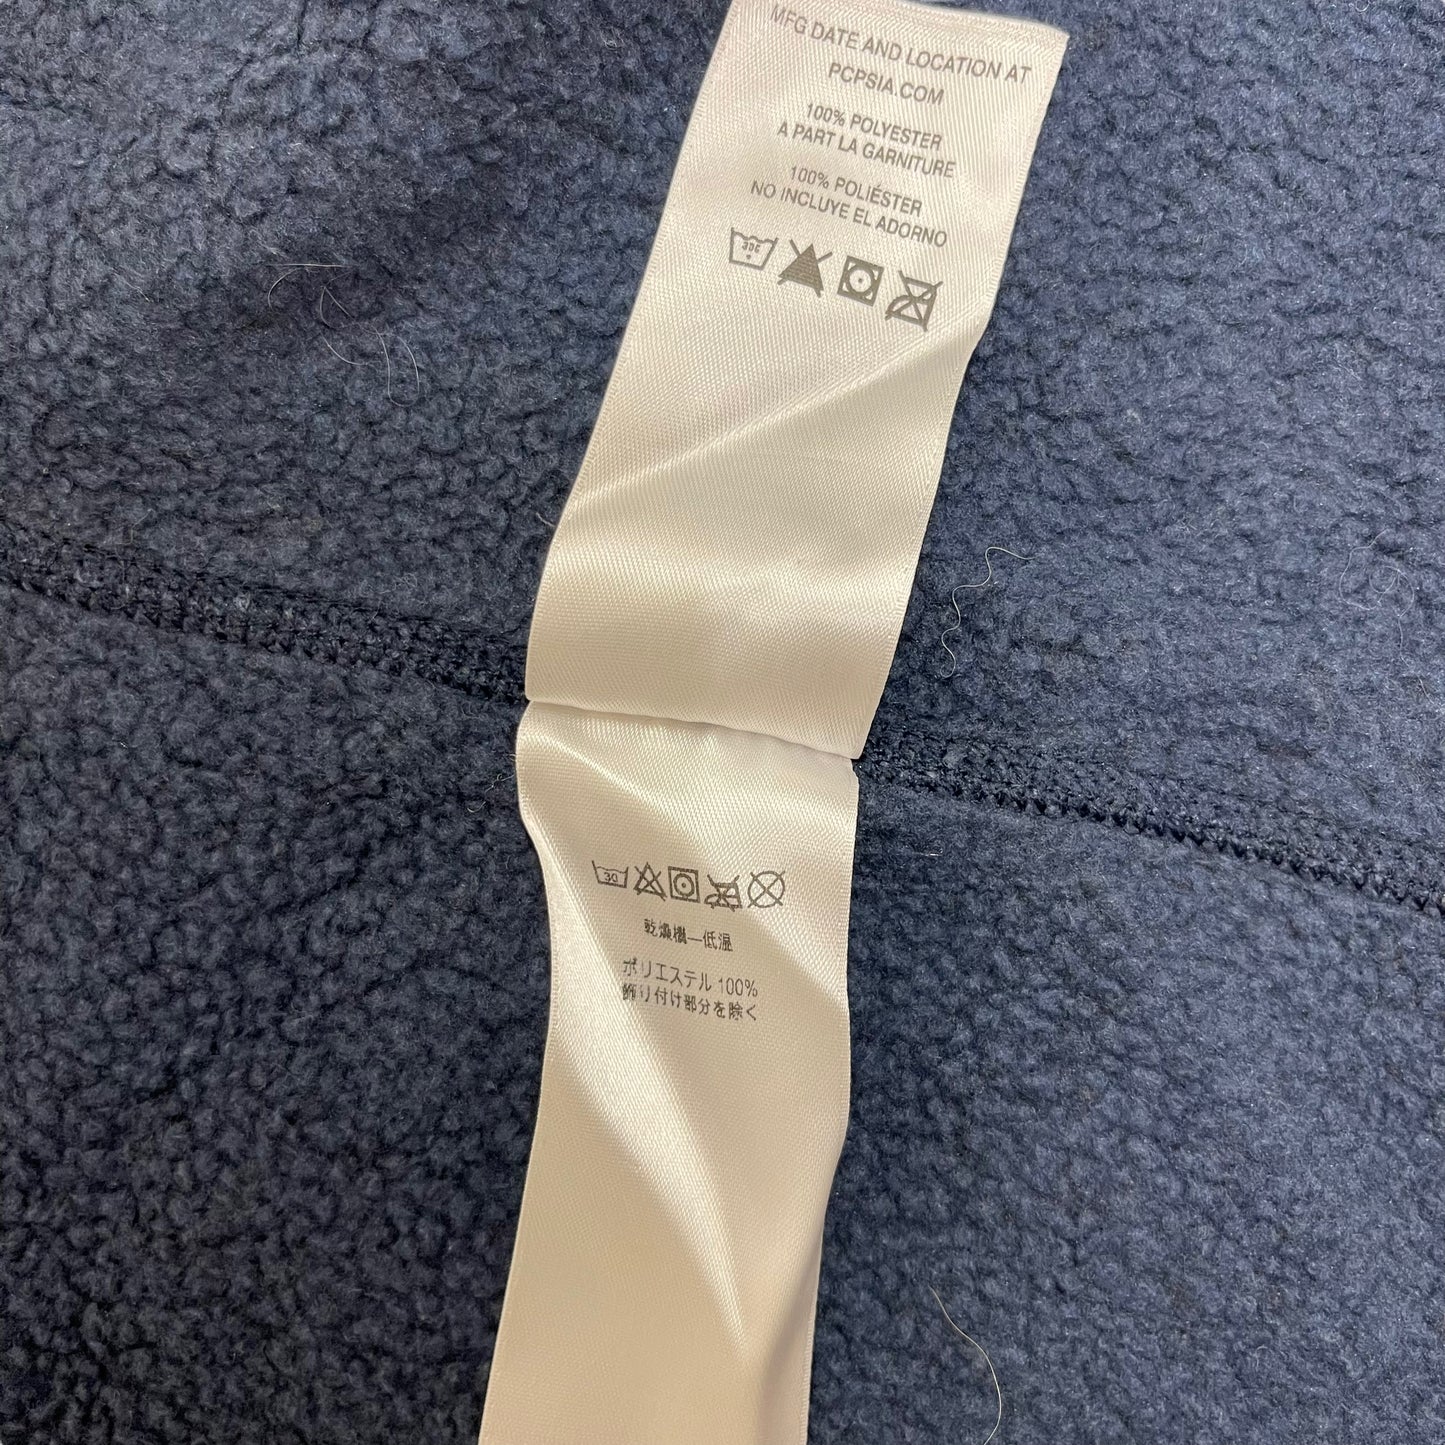 MFG DATE AND LOCATION AT
PCPSIA.COM
100% POLYESTER
À PART LA GARNITURE
100% POLIÉSTER
NO INCLUYE EL ADORNO
30C
30
乾燥機—低温
ポリエステル 100%
飾り付け部分を除く